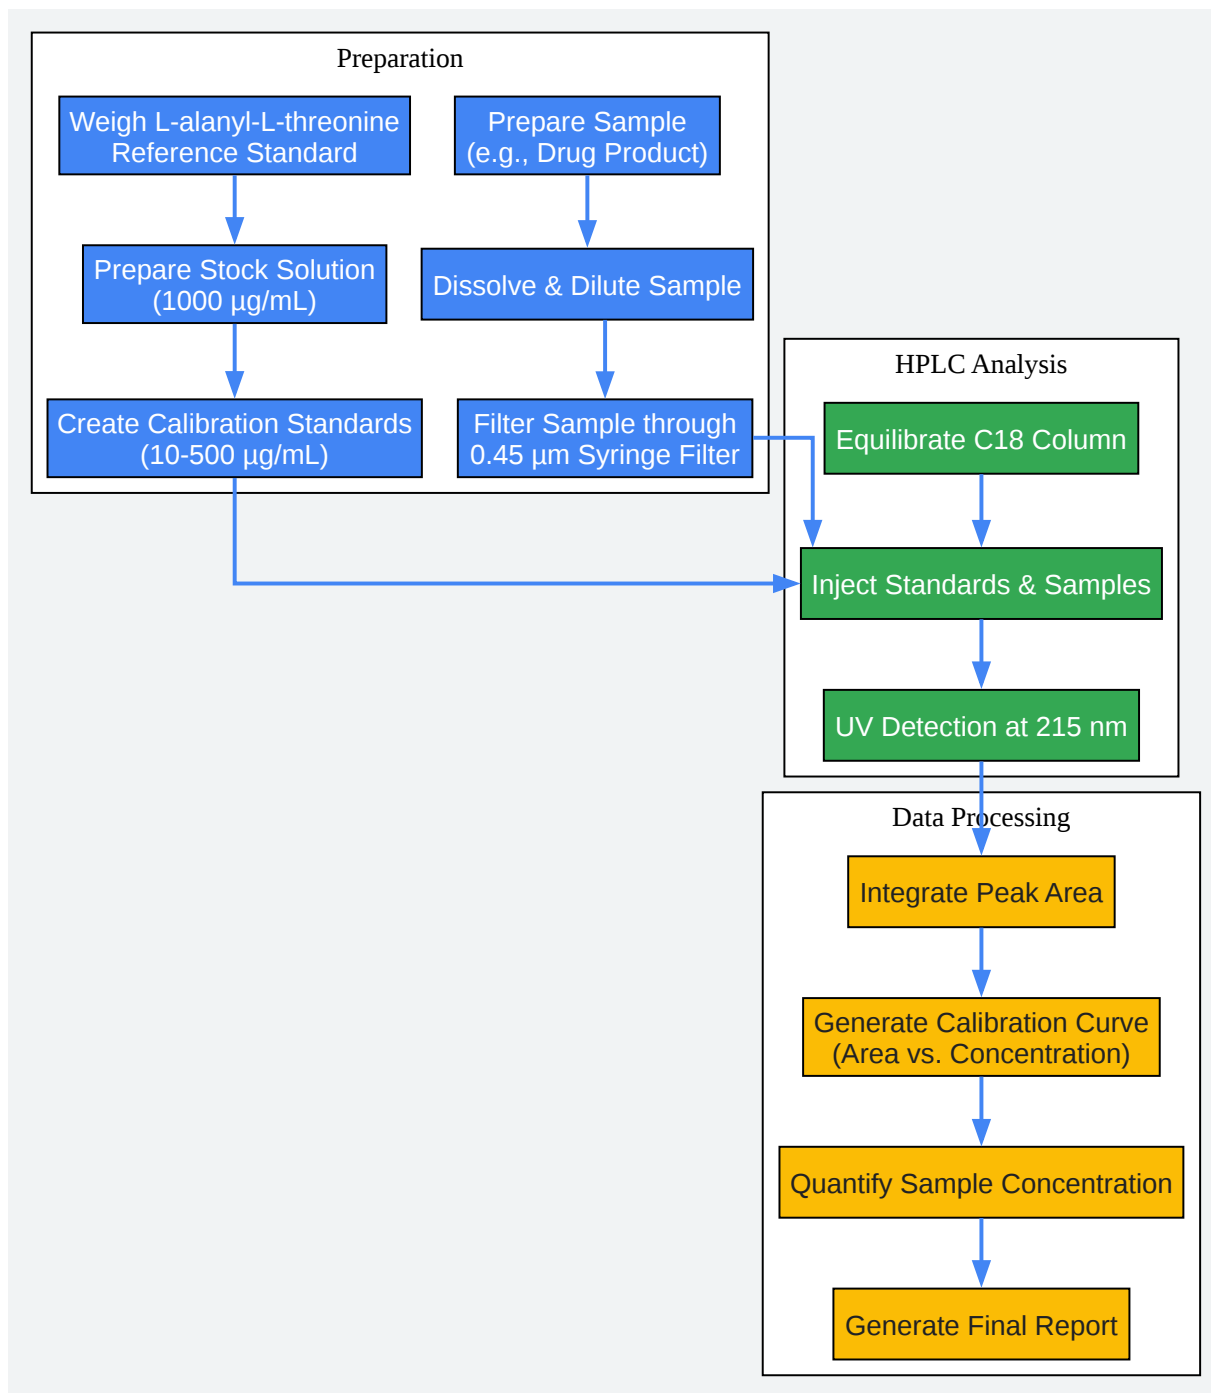 Preparation
Weigh L-alanyl-L-threonine
Reference Standard
Prepare Stock Solution
(1000 µg/mL)
Create Calibration Standards
(10-500 µg/mL)
Prepare Sample
(e.g., Drug Product)
Dissolve & Dilute Sample
Filter Sample through
0.45 µm Syringe Filter
HPLC Analysis
Equilibrate C18 Column
Inject Standards & Samples
UV Detection at 215 nm
Data Processing
Integrate Peak Area
Generate Calibration Curve
(Area vs. Concentration)
Quantify Sample Concentration
Generate Final Report